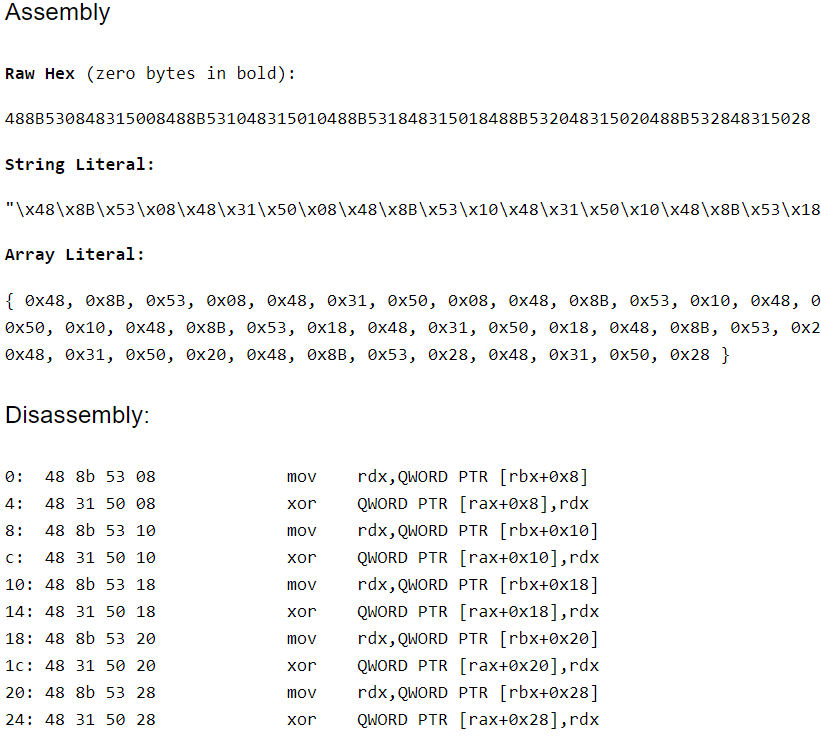 Assembly
Raw Hex (zero bytes in bold):
488B530848315008488B531048315010488B531848315018488B532048315020488B532848315028
String Literal:
"\x48\x8B\x53\x08\x48\x31\x50\x08\x48\x8B\x53\x10\x48\x31\x50\x10\x48\x8B\x53\x18
Array Literal:
{ 0x48, 0x8B, 0x53, 0x08, 0x48, 0x31, 0x50, 0x08, 0x48, 0x8B, 0x53, 0x10, 0x48, 0
0x50, 0x10, 0x48, 0x8B, 0x53, 0x18, 0x48, 0x31, 0x50, 0x18, 0x48, 0x8B, 0x53, 0x2
0x48, 0x31, 0x50, 0x20, 0x48, 0x8B, 0x53, 0x28, 0x48, 0x31, 0x50, 0x28 }
Disassembly:
0: 48 8b 53 08 mov rdx,QWORD PTR [rbx+0x8]
4: 48 31 50 08 xor QWORD PTR [rax+0x8],rdx
8: 48 8b 53 10 mov rdx,QWORD PTR [rbx+0x10]
c: 48 31 50 10 xor QWORD PTR [rax+0x10],rdx
10: 48 8b 53 18 mov rdx,QWORD PTR [rbx+0x18]
14: 48 31 50 18 xor QWORD PTR [rax+0x18],rdx
18: 48 8b 53 20 mov rdx,QWORD PTR [rbx+0x20]
1c: 48 31 50 20 xor QWORD PTR [rax+0x20],rdx
20: 48 8b 53 28 mov rdx,QWORD PTR [rbx+0x28]
24: 48 31 50 28 xor QWORD PTR [rax+0x28],rdx